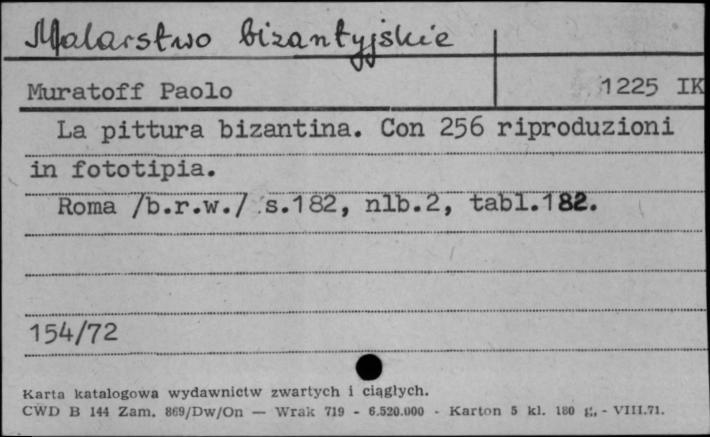 Malarstwo bizantyjskie
Muratoff Paolo 1225 IK
La pittura bizantina. Con 256 riproduzioni
in fototipia.
Roma /b.r.w./ s.182, nlb.2, tabl.182.
154/72
Karta katalogowa wydawnictw zwartych i ciągłych.
CWD B 144 Zam. 869/Dw/On — Wrak 719 - 6.520.000 - Karton 5 kl. 180 g, - VIII.71.